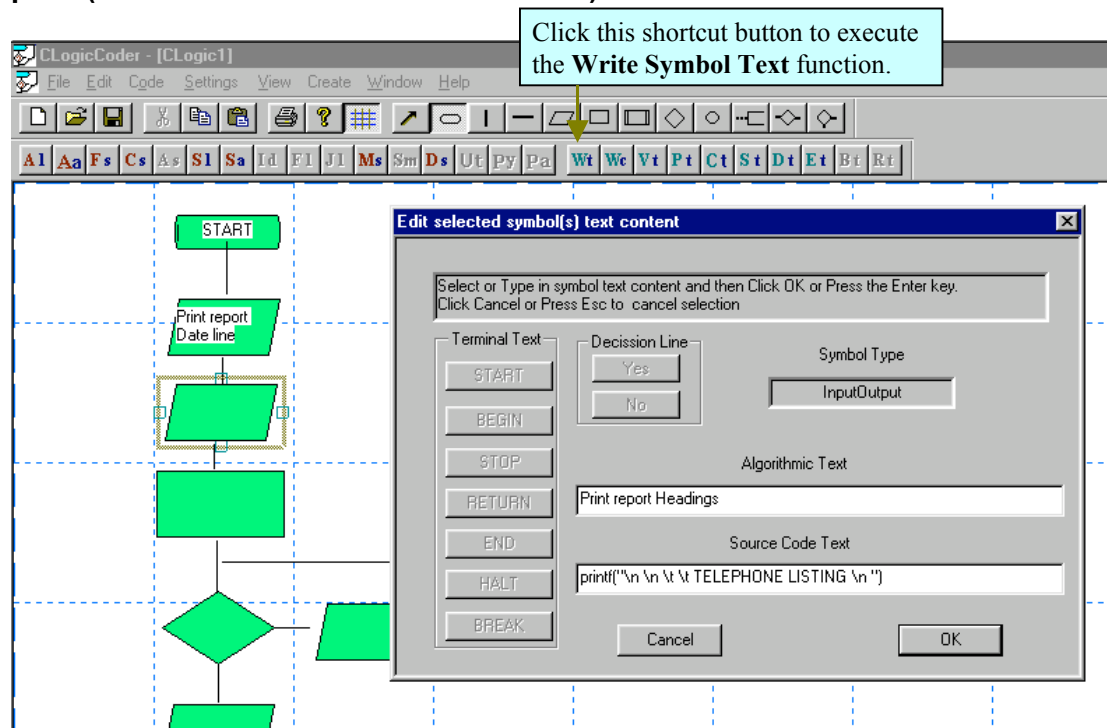 Click this shortcut button to execute
the Write Symbol Text function.
CLogicCoder - [CLogic1]
File Edit Code Settings View Create Window Help
A1 Aa Fs Cs As S1 Sa Id F1 J1 Ms Sm Ds Ut Py Pa Wt Wc Vt Pt Ct St Dt Et Bt Rt
START
Print report
Date line
Edit selected symbol(s) text content
Select or Type in symbol text content and then Click OK or Press the Enter key.
Click Cancel or Press Esc to cancel selection
Terminal Text
START
BEGIN
STOP
RETURN
END
HALT
BREAK
Decission Line
Yes
No
Symbol Type
InputOutput
Algorithmic Text
Print report Headings
Source Code Text
printf("\n \n \t \t TELEPHONE LISTING \n ")
Cancel
OK